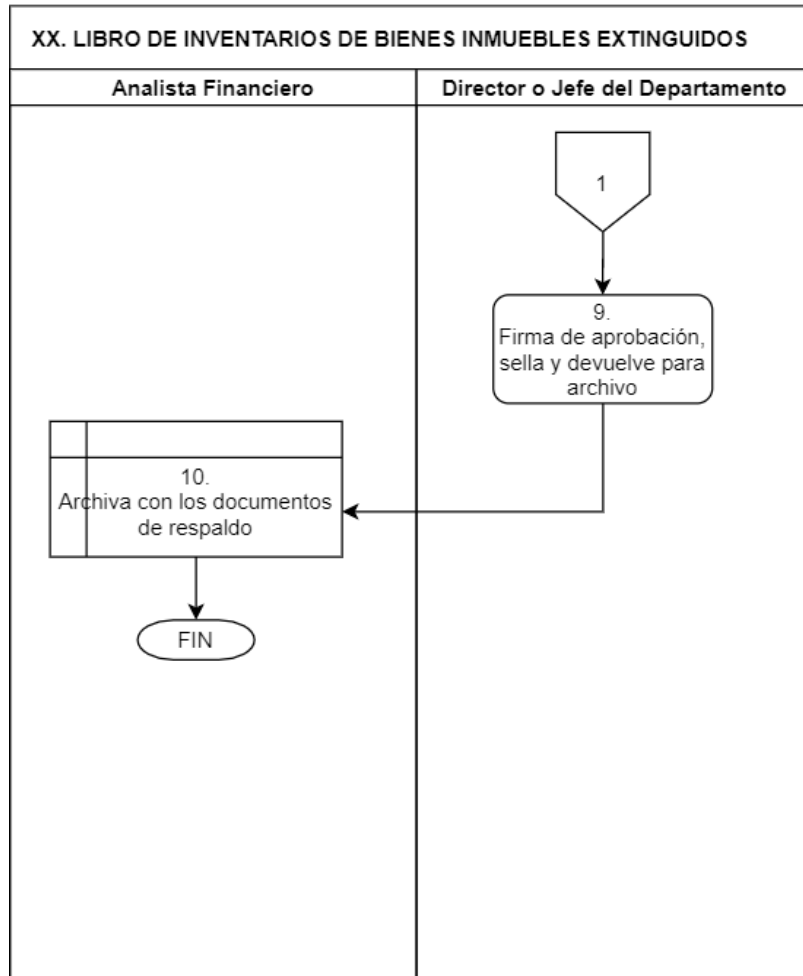 XX. LIBRO DE INVENTARIOS DE BIENES INMUEBLES EXTINGUIDOS
Analista Financiero
Director o Jefe del Departamento
1
9.
Firma de aprobación,
sella y devuelve para
archivo
10.
Archiva con los documentos
de respaldo
FIN